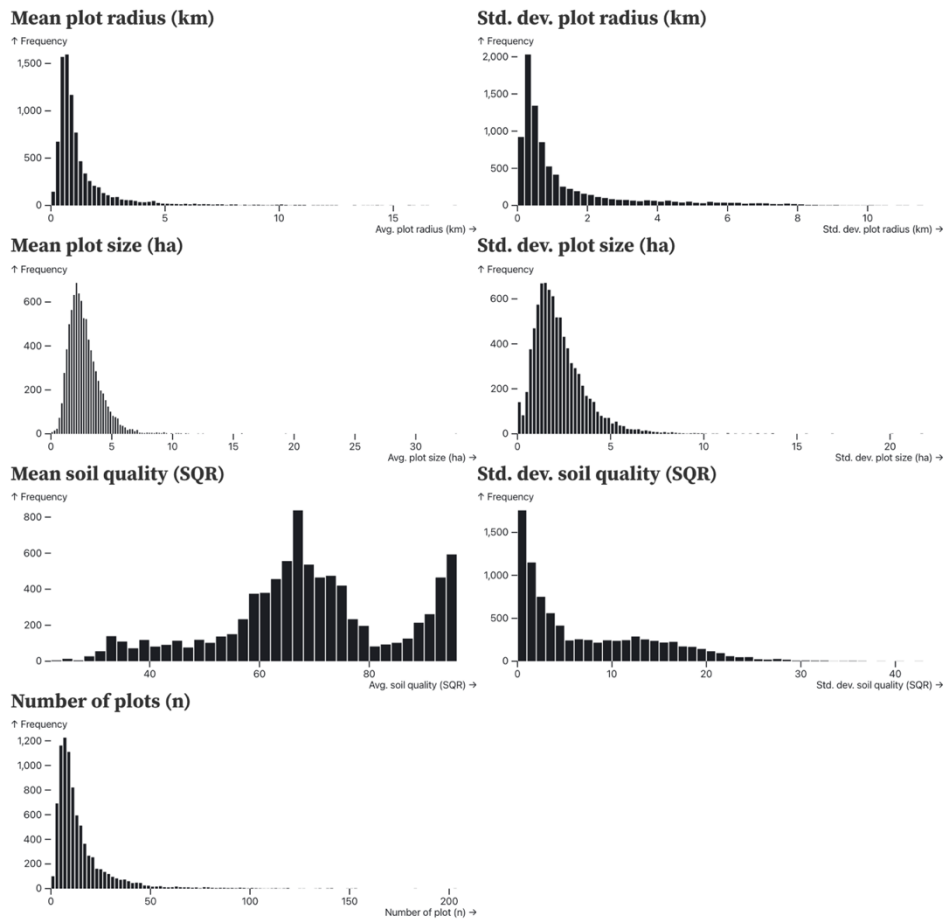 Mean plot radius (km)
↑ Frequency
1,500
1,000
500
0
0 5 10 15
Avg. plot radius (km) →
Std. dev. plot radius (km)
↑ Frequency
2,000
1,500
1,000
500
0
0 2 4 6 8 10
Std. dev. plot radius (km) →
Mean plot size (ha)
↑ Frequency
600
400
200
0
0 5 10 15 20 25 30
Avg. plot size (ha) →
Std. dev. plot size (ha)
↑ Frequency
600
400
200
0
0 5 10 15 20
Std. dev. plot size (ha) →
Mean soil quality (SQR)
↑ Frequency
800
600
400
200
0
40 60 80
Avg. soil quality (SQR) →
Std. dev. soil quality (SQR)
↑ Frequency
1,500
1,000
500
0
0 10 20 30 40
Std. dev. soil quality (SQR) →
Number of plots (n)
↑ Frequency
1,200
1,000
800
600
400
200
0
0 50 100 150 200
Number of plot (n) →